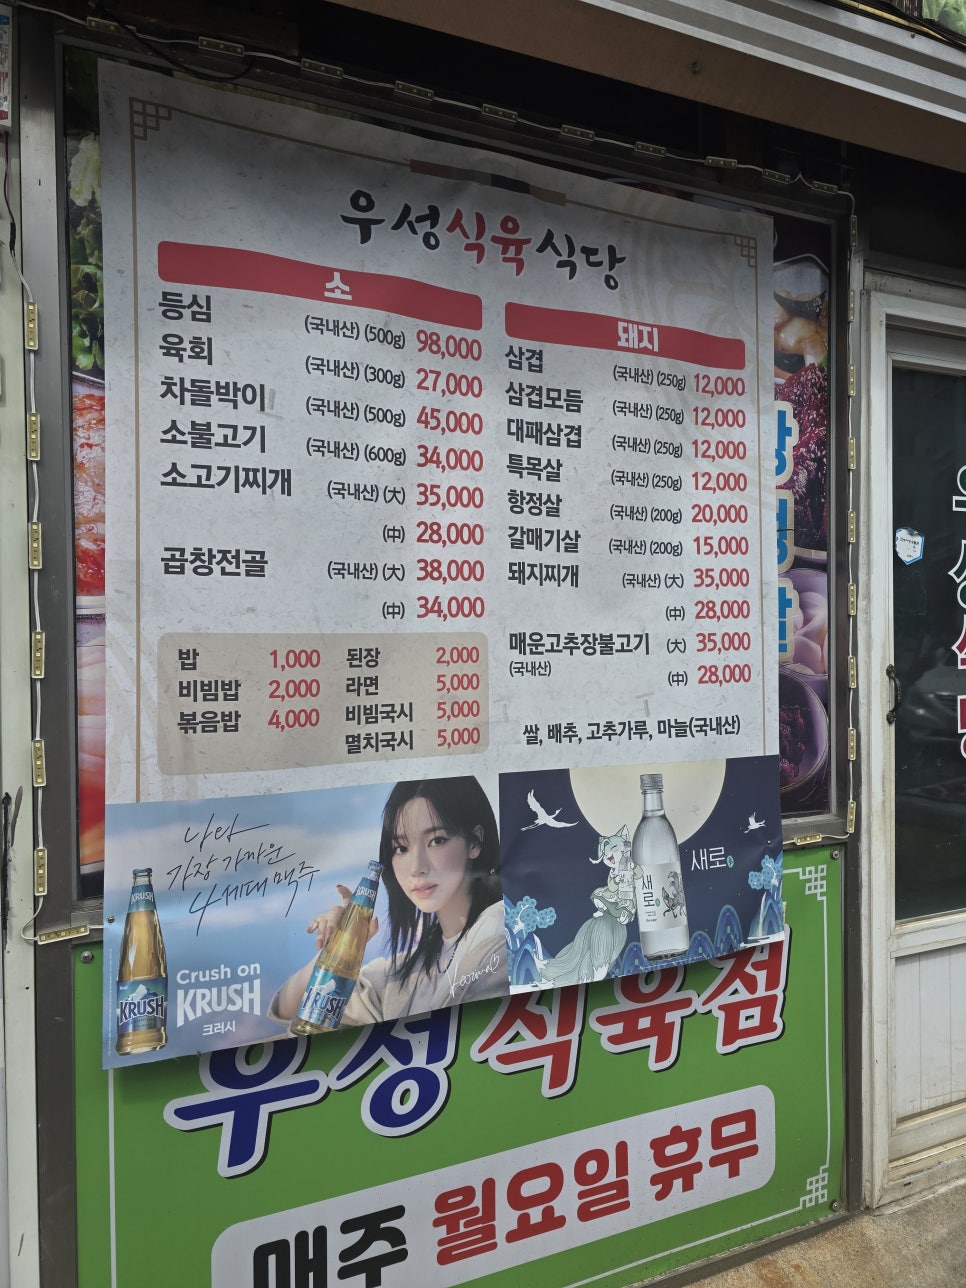 우성식육식당
소
등심 (국내산) (500g) 98,000
육회 (국내산) (300g) 27,000
차돌박이 (국내산) (500g) 45,000
소불고기 (국내산) (600g) 34,000
소고기찌개 (국내산) (大) 35,000
(中) 28,000
곱창전골 (국내산) (大) 38,000
(中) 34,000
밥 1,000
비빔밥 2,000
볶음밥 4,000
된장 2,000
라면 5,000
비빔국시 5,000
멸치국시 5,000
돼지
삼겹 (국내산) (250g) 12,000
삼겹모듬 (국내산) (250g) 12,000
대패삼겹 (국내산) (250g) 12,000
특목살 (국내산) (250g) 12,000
항정살 (국내산) (200g) 20,000
갈매기살 (국내산) (200g) 15,000
돼지찌개 (국내산) (大) 35,000
(中) 28,000
매운고추장불고기 (大) 35,000
(국내산) (中) 28,000
쌀, 배추, 고추가루, 마늘(국내산)
나와
가장 가까운
4세대 맥주
KRUSH
KRUSH
Crush on
KRUSH
크러시
KRUSH
KRUSH
새로
새로
우성식육점
매주 월요일 휴무